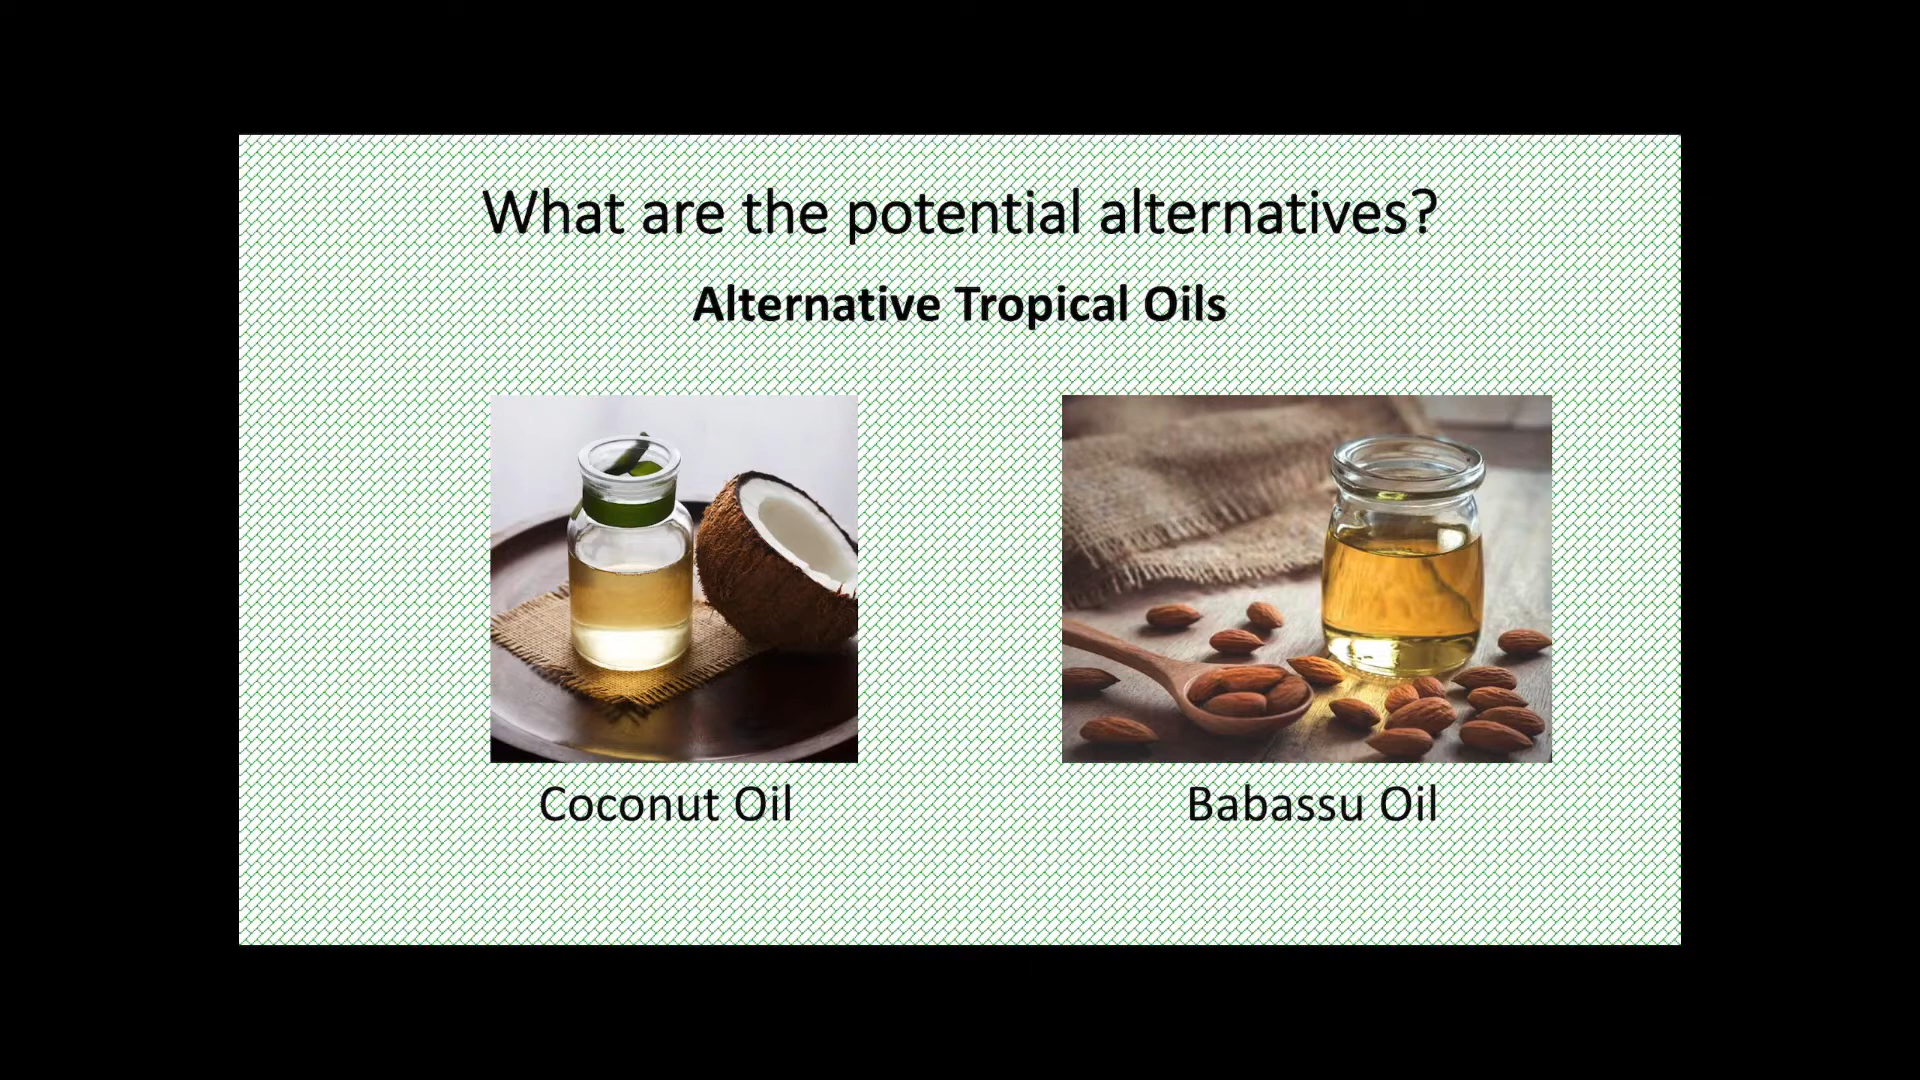 What are the potential alternatives?
Alternative Tropical Oils
Coconut Oil
Babassu Oil